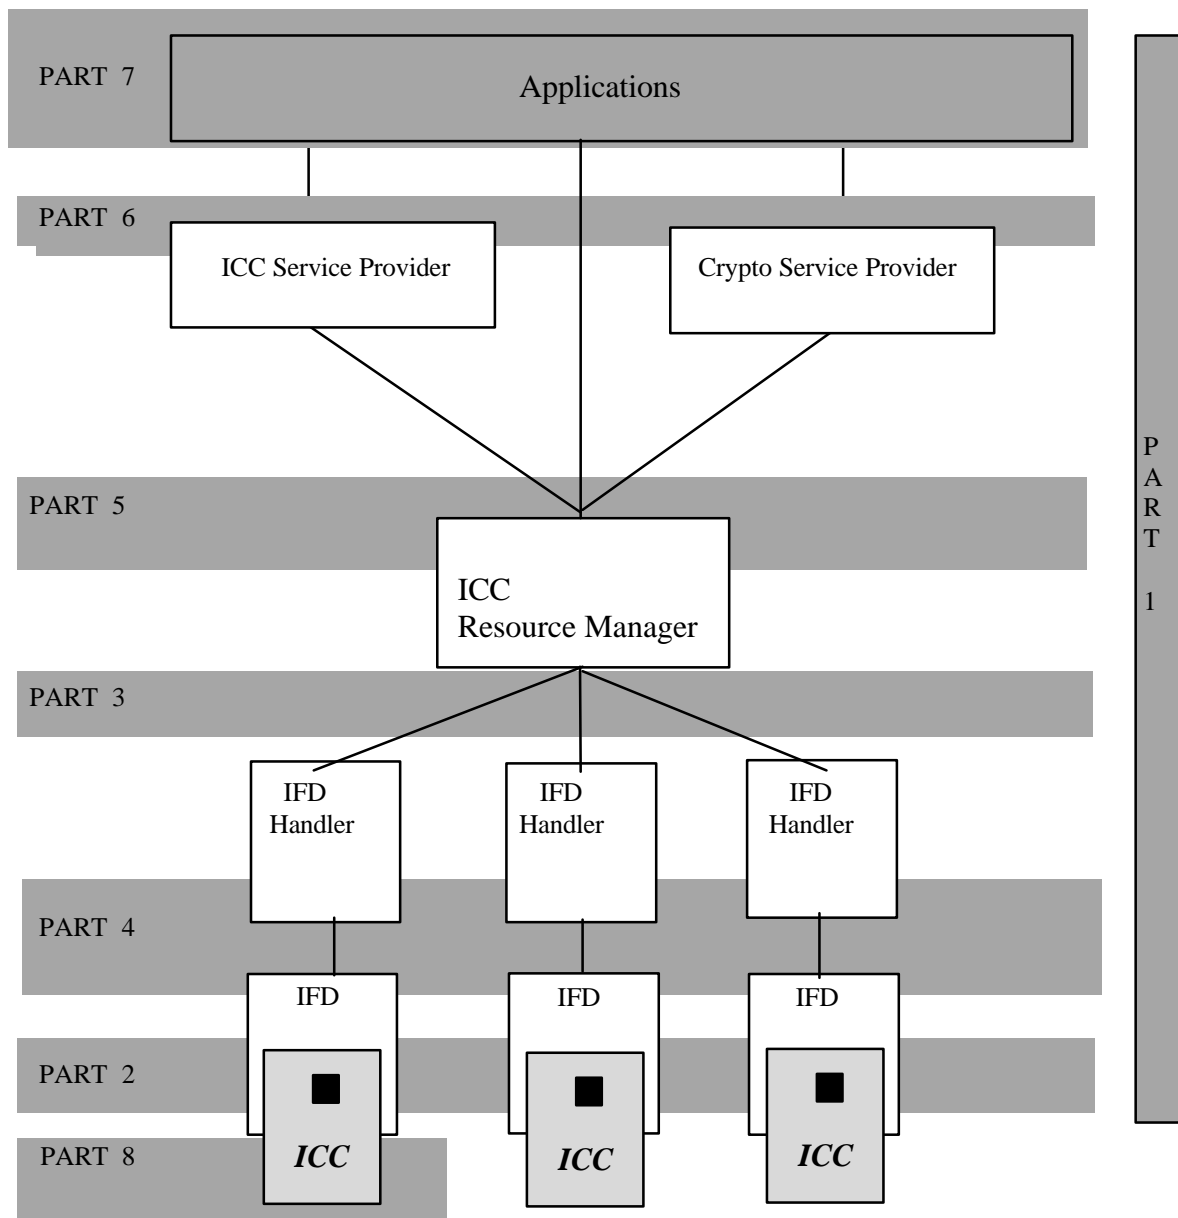 PART 7
Applications
PART 6
ICC Service Provider
Crypto Service Provider
PART 5
ICC
Resource Manager
PART 3
IFD
Handler
IFD
Handler
IFD
Handler
PART 4
IFD
IFD
IFD
PART 2
PART 8
ICC
ICC
ICC
P
A
R
T
1